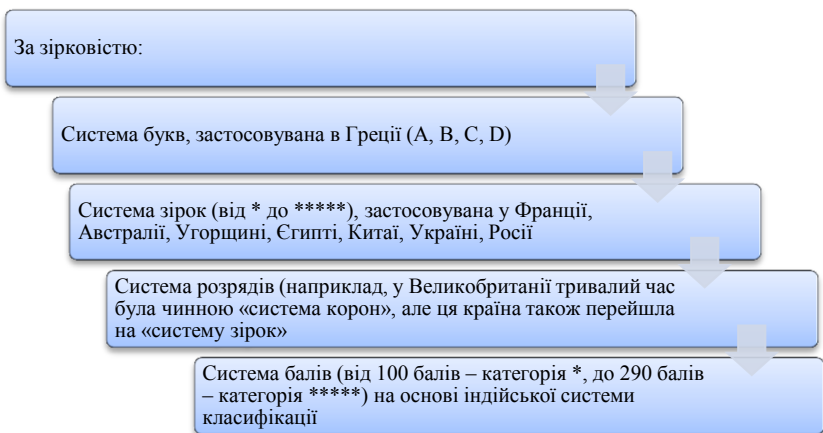 За зірковістю:
Система букв, застосовувана в Греції (A, B, C, D)
Система зірок (від * до *****), застосовувана у Франції,
Австралії, Угорщині, Єгипті, Китаї, Україні, Росії
Система розрядів (наприклад, у Великобританії тривалий час
була чинною «система корон», але ця країна також перейшла
на «систему зірок»
Система балів (від 100 балів – категорія *, до 290 балів
– категорія *****) на основі індійської системи
класифікації